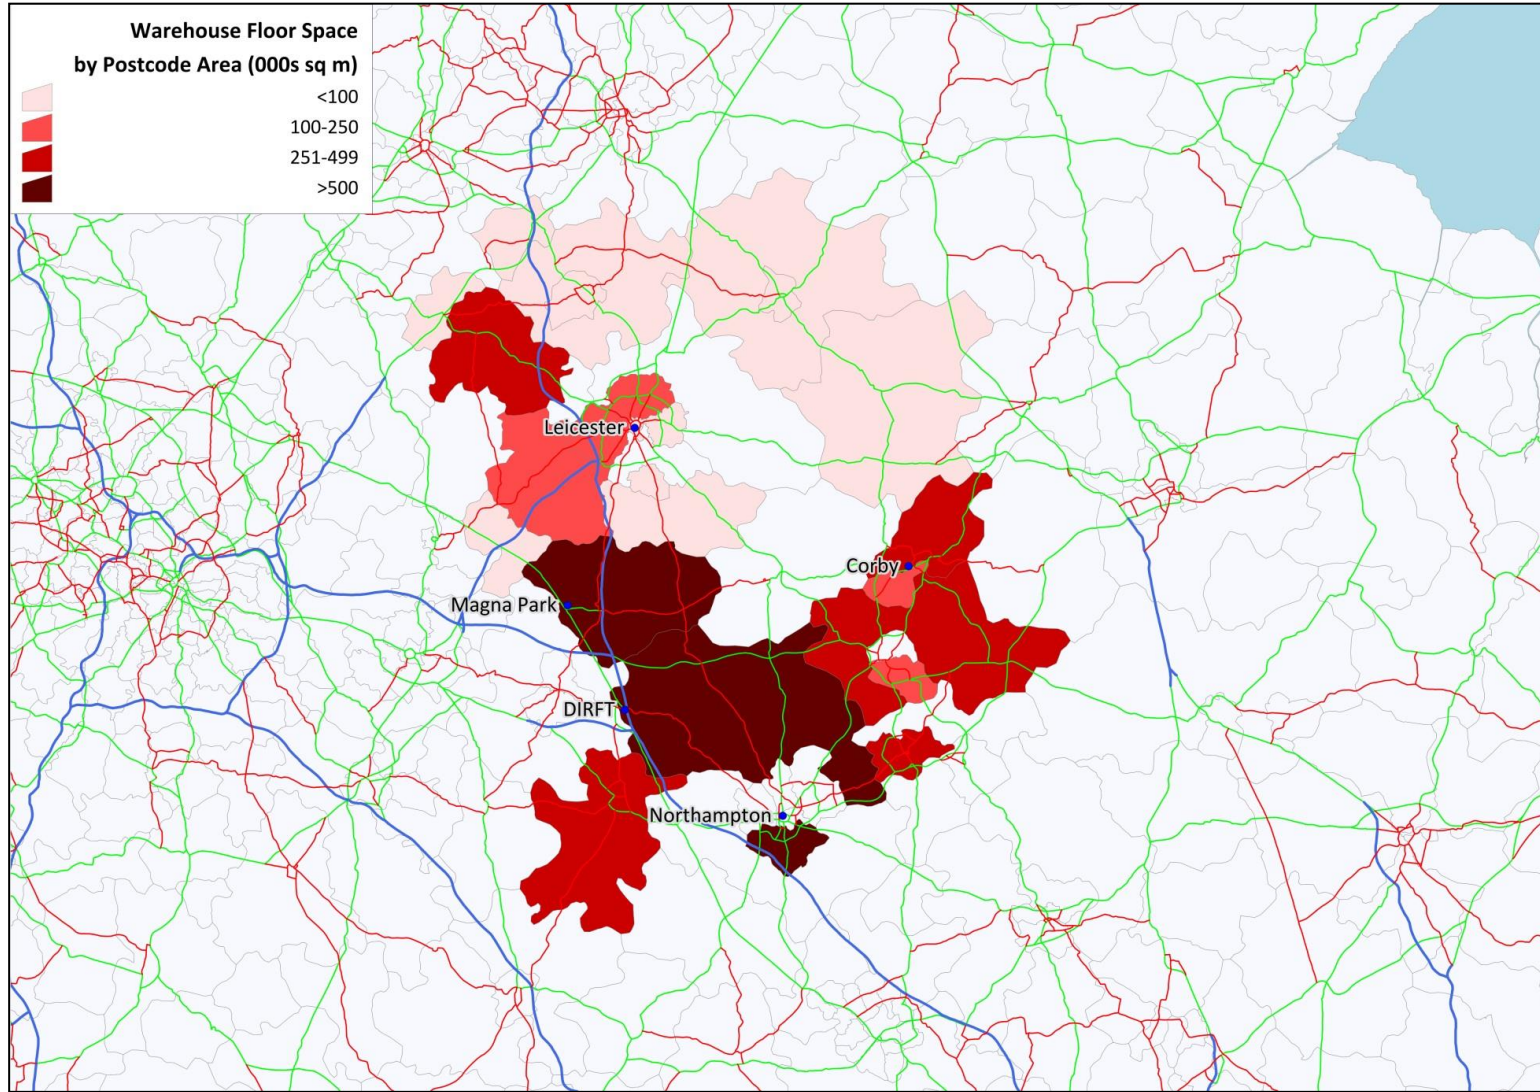 Warehouse Floor Space
by Postcode Area (000s sq m)
<100
100-250
251-499
>500
Leicester
Corby
Magna Park
DIRFT
Northampton